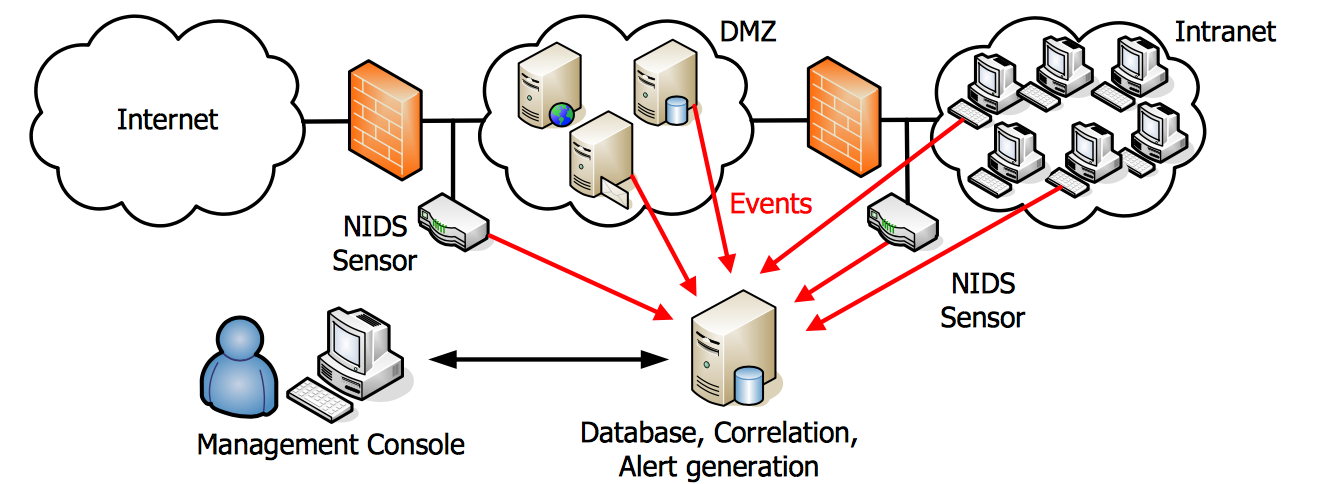 DMZ
Intranet
Internet
Events
NIDS
Sensor
NIDS
Sensor
Management Console
Database, Correlation,
Alert generation